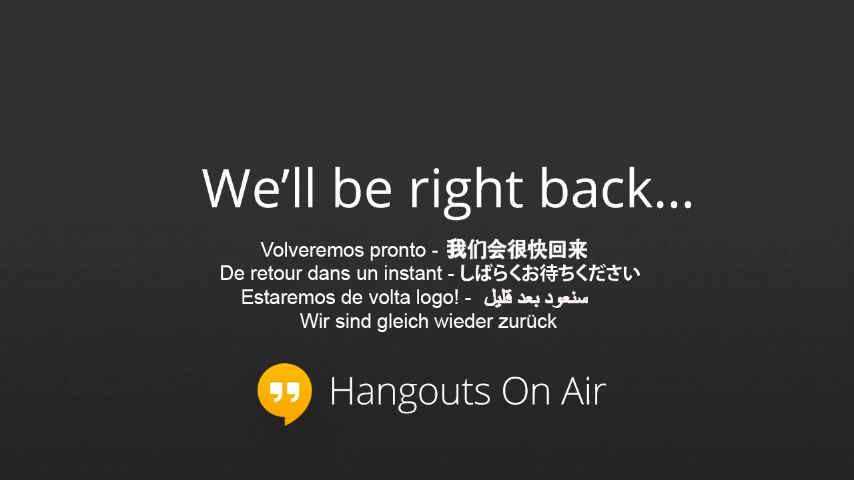 We'll be right back...
Volveremos pronto - 我们会很快回来
De retour dans un instant - しばらくお待ちください
Estaremos de volta logo! - سنعود بعد قليل
Wir sind gleich wieder zurück
Hangouts On Air